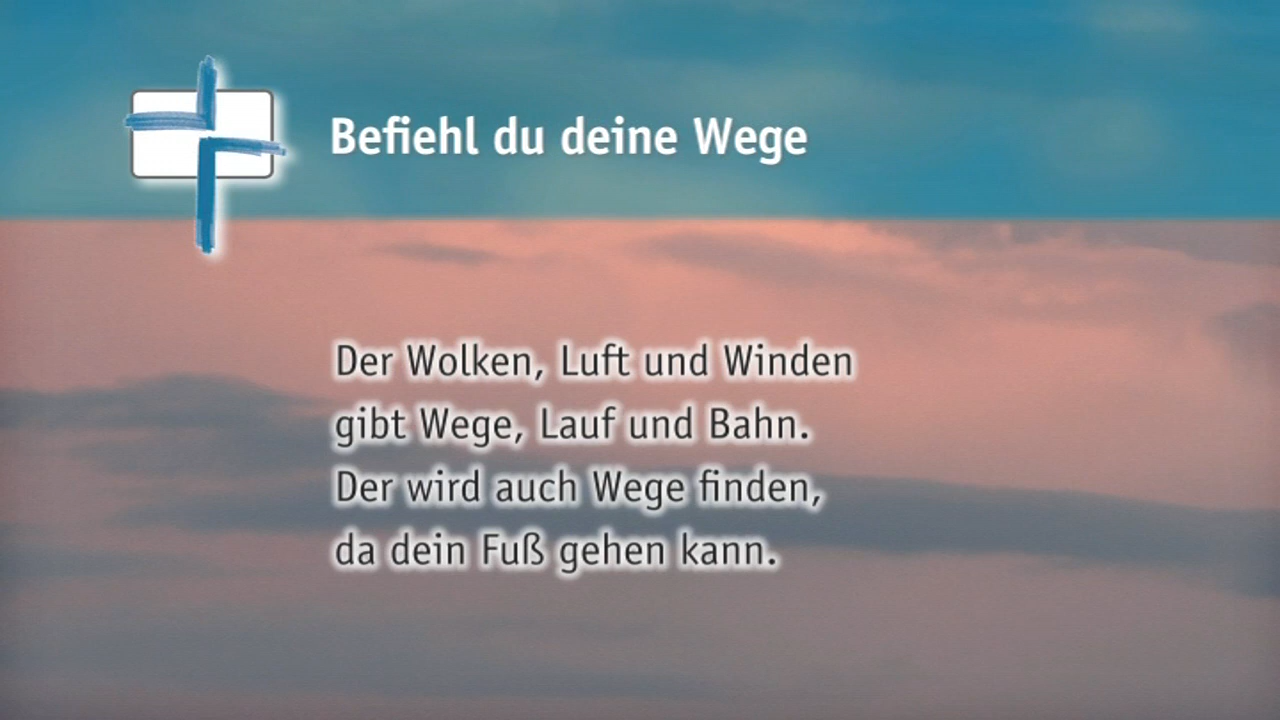 Befiehl du deine Wege
Der Wolken, Luft und Winden
gibt Wege, Lauf und Bahn.
Der wird auch Wege finden,
da dein Fuß gehen kann.